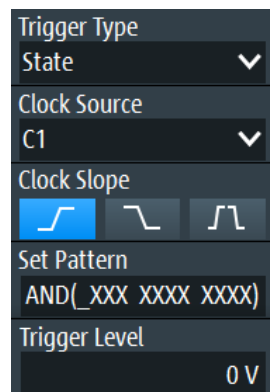 Trigger Type
State
Clock Source
C1
Clock Slope
Set Pattern
AND(_XXX XXXX XXXX)
Trigger Level
0 V